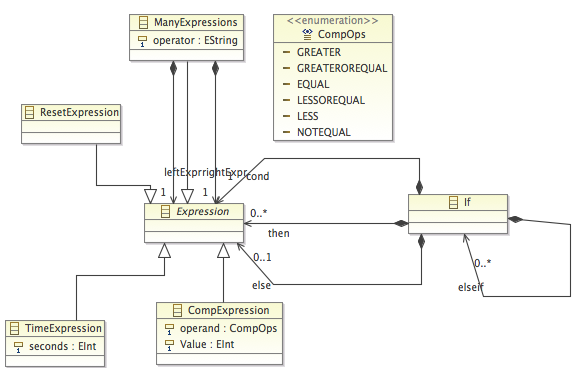 ManyExpressions
operator : EString
<<enumeration>>
CompOps
GREATER
GREATEROREQUAL
EQUAL
LESSOREQUAL
LESS
NOTEQUAL
ResetExpression
leftExprrightExpr
1
1
1
cond
Expression
If
0..*
then
0..1
else
0..*
elseif
TimeExpression
seconds : EInt
CompExpression
operand : CompOps
Value : EInt